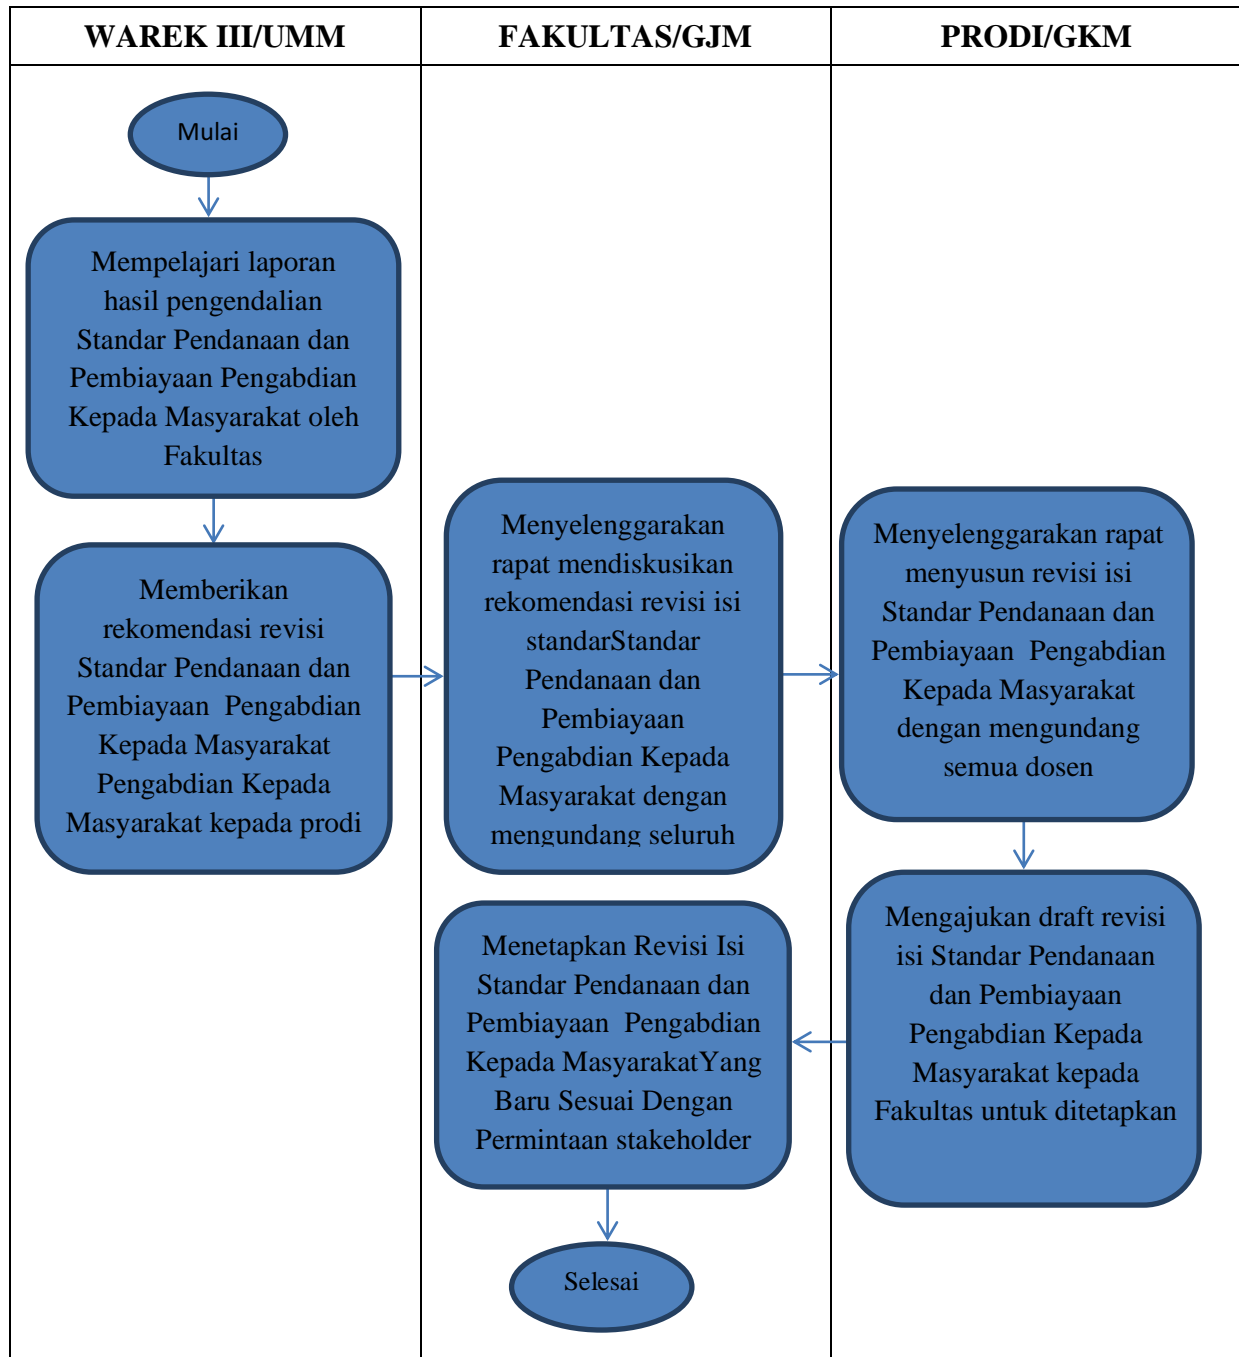 WAREK III/UMM
FAKULTAS/GJM
PRODI/GKM
Mulai
Mempelajari laporan
hasil pengendalian
Standar Pendanaan dan
Pembiayaan Pengabdian
Kepada Masyarakat oleh
Fakultas
Memberikan
rekomendasi revisi
Standar Pendanaan dan
Pembiayaan  Pengabdian
Kepada Masyarakat
Pengabdian Kepada
Masyarakat kepada prodi
Menyelenggarakan
rapat mendiskusikan
rekomendasi revisi isi
standarStandar
Pendanaan dan
Pembiayaan
Pengabdian Kepada
Masyarakat dengan
mengundang seluruh
Menyelenggarakan rapat
menyusun revisi isi
Standar Pendanaan dan
Pembiayaan  Pengabdian
Kepada Masyarakat
dengan mengundang
semua dosen
Mengajukan draft revisi
isi Standar Pendanaan
dan Pembiayaan
Pengabdian Kepada
Masyarakat kepada
Fakultas untuk ditetapkan
Menetapkan Revisi Isi
Standar Pendanaan dan
Pembiayaan  Pengabdian
Kepada MasyarakatYang
Baru Sesuai Dengan
Permintaan stakeholder
Selesai